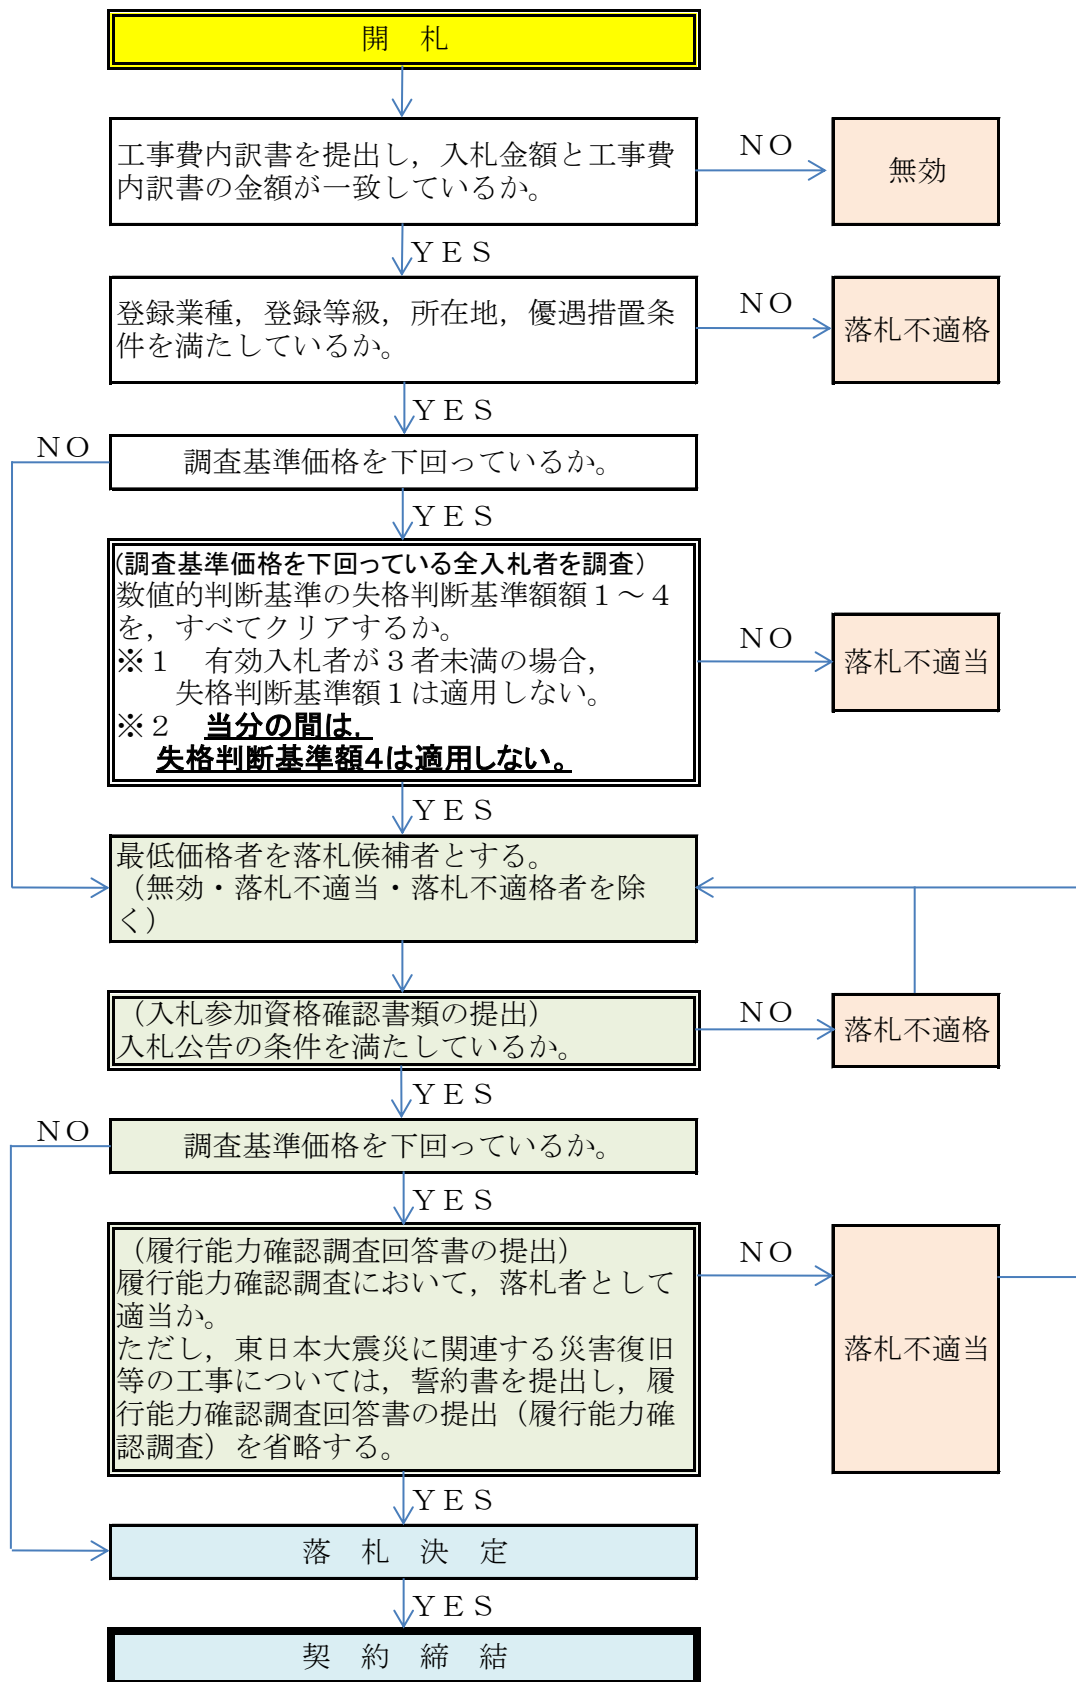 開　札
工事費内訳書を提出し，入札金額と工事費
内訳書の金額が一致しているか。
ＮＯ
無効
ＹＥＳ
登録業種，登録等級，所在地，優遇措置条
件を満たしているか。
ＮＯ
落札不適格
ＹＥＳ
ＮＯ
調査基準価格を下回っているか。
ＹＥＳ
(調査基準価格を下回っている全入札者を調査)
数値的判断基準の失格判断基準額額１～４
を，すべてクリアするか。
※１　有効入札者が３者未満の場合，
失格判断基準額１は適用しない。
※２　当分の間は，
失格判断基準額4は適用しない。
ＮＯ
落札不適当
ＹＥＳ
最低価格者を落札候補者とする。
（無効・落札不適当・落札不適格者を除
く）
（入札参加資格確認書類の提出）
入札公告の条件を満たしているか。
ＮＯ
落札不適格
ＹＥＳ
ＮＯ
調査基準価格を下回っているか。
ＹＥＳ
（履行能力確認調査回答書の提出）
履行能力確認調査において，落札者として
適当か。
ただし，東日本大震災に関連する災害復旧
等の工事については，誓約書を提出し，履
行能力確認調査回答書の提出（履行能力確
認調査）を省略する。
ＮＯ
落札不適当
ＹＥＳ
落　札　決　定
ＹＥＳ
契　約　締　結